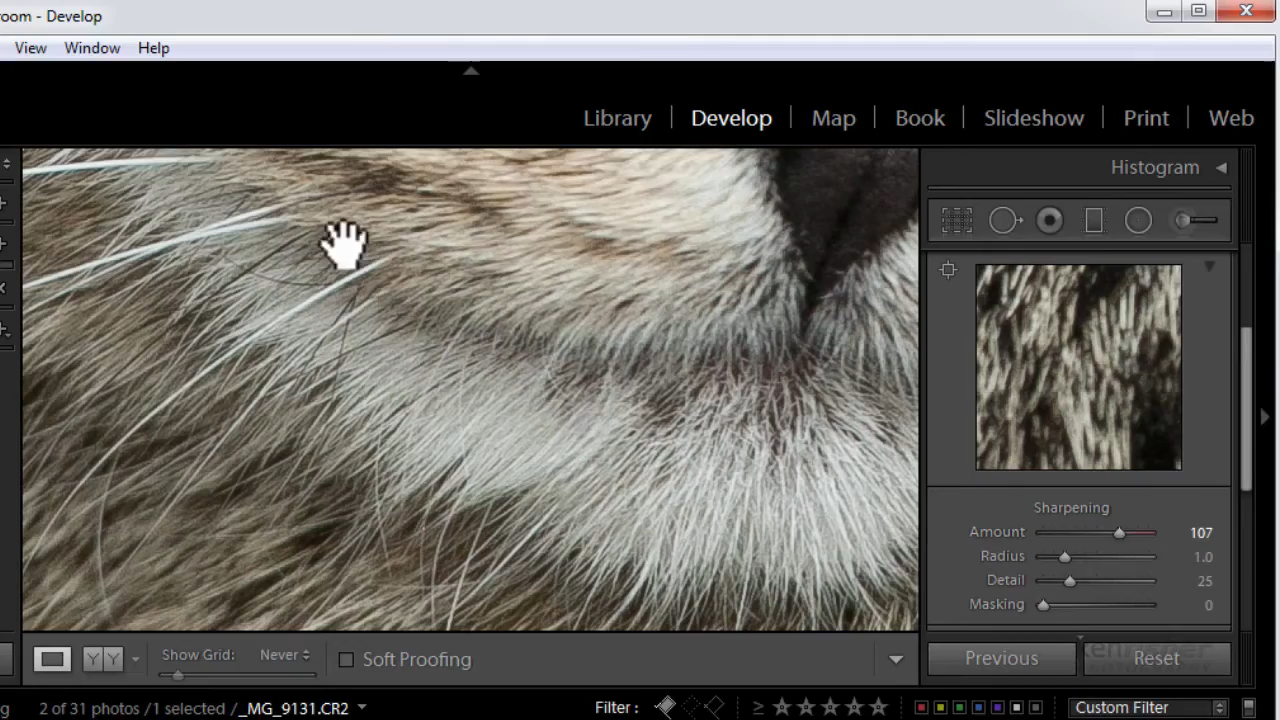 room - Develop
View Window Help
Library Develop Map Book Slideshow Print Web
Histogram
Sharpening
Amount 107
Radius 1.0
Detail 25
Masking 0
Show Grid: Never Soft Proofing
Previous Reset
2 of 31 photos /1 selected /_MG_9131.CR2 Filter : Custom Filter